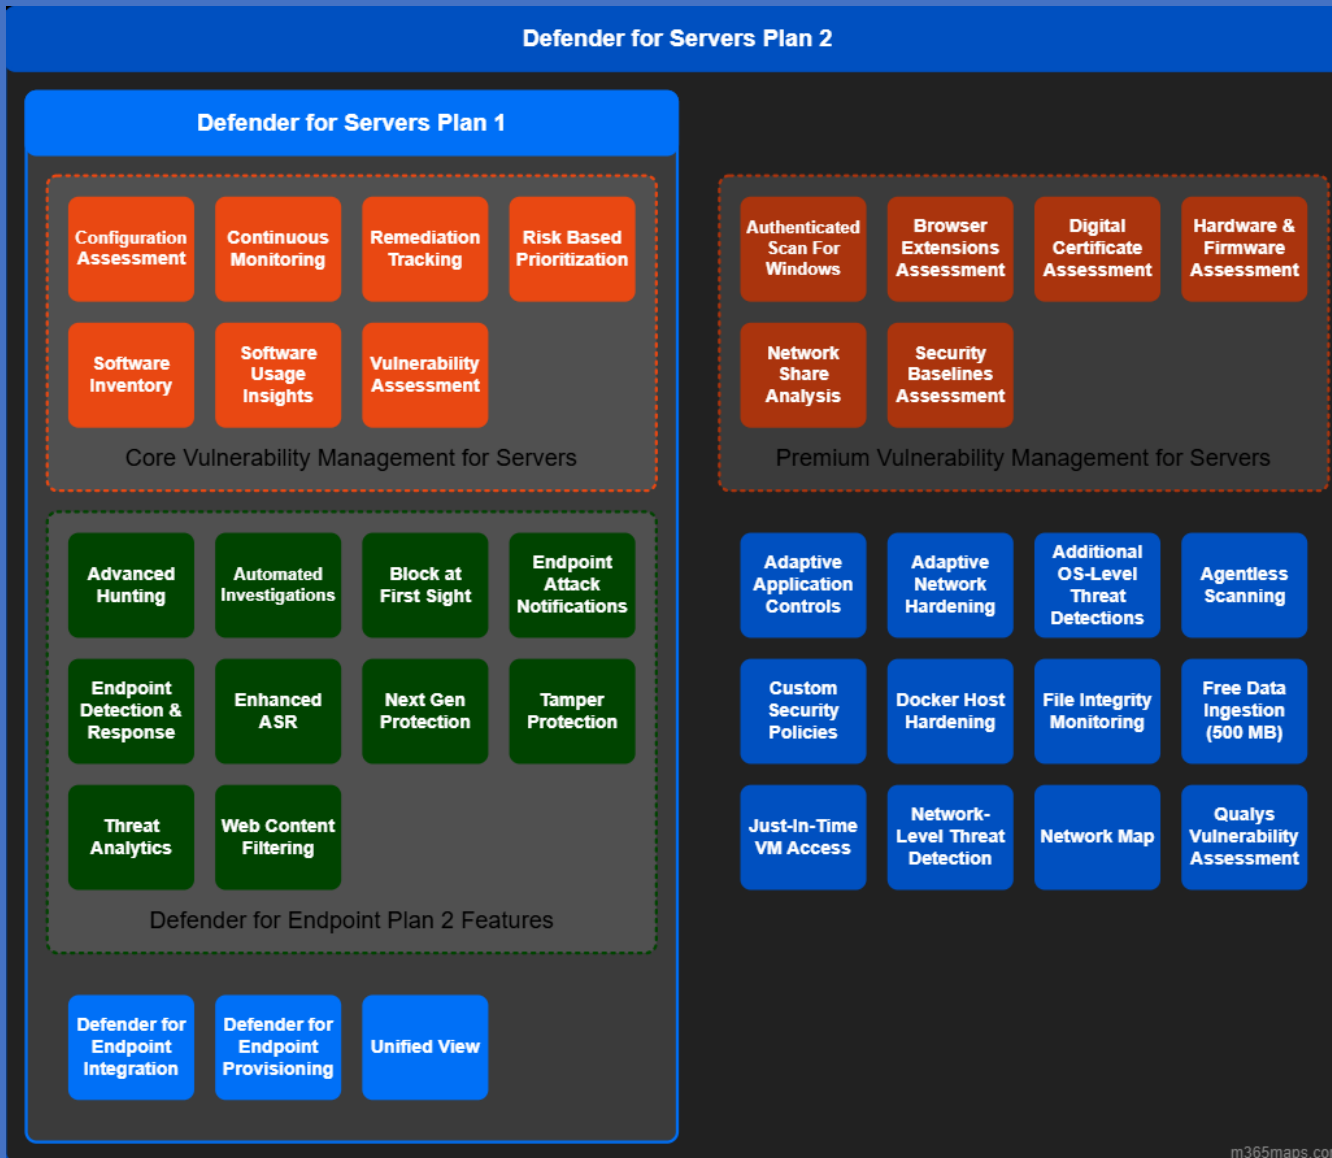 Defender for Servers Plan 2
Defender for Servers Plan 1
Configuration
Assessment
Continuous
Monitoring
Remediation
Tracking
Risk Based
Prioritization
Software
Inventory
Software
Usage
Insights
Vulnerability
Assessment
Core Vulnerability Management for Servers
Advanced
Hunting
Automated
Investigations
Block at
First Sight
Endpoint
Attack
Notifications
Endpoint
Detection &
Response
Enhanced
ASR
Next Gen
Protection
Tamper
Protection
Threat
Analytics
Web Content
Filtering
Defender for Endpoint Plan 2 Features
Defender for
Endpoint
Integration
Defender for
Endpoint
Provisioning
Unified View
Authenticated
Scan For
Windows
Browser
Extensions
Assessment
Digital
Certificate
Assessment
Hardware &
Firmware
Assessment
Network
Share
Analysis
Security
Baselines
Assessment
Premium Vulnerability Management for Servers
Adaptive
Application
Controls
Adaptive
Network
Hardening
Additional
OS-Level
Threat
Detections
Agentless
Scanning
Custom
Security
Policies
Docker Host
Hardening
File Integrity
Monitoring
Free Data
Ingestion
(500 MB)
Just-In-Time
VM Access
Network-
Level Threat
Detection
Network Map
Qualys
Vulnerability
Assessment
m365maps.com